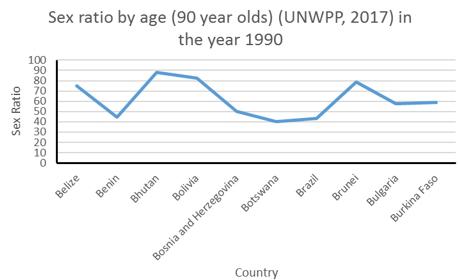 Sex ratio by age (90 year olds) (UNWPP, 2017) in
the year 1990
Sex Ratio
100
90
80
70
60
50
40
30
20
10
0
Belize
Benin
Bhutan
Bolivia
Bosnia and Herzegovina
Botswana
Brazil
Brunei
Bulgaria
Burkina Faso
Country